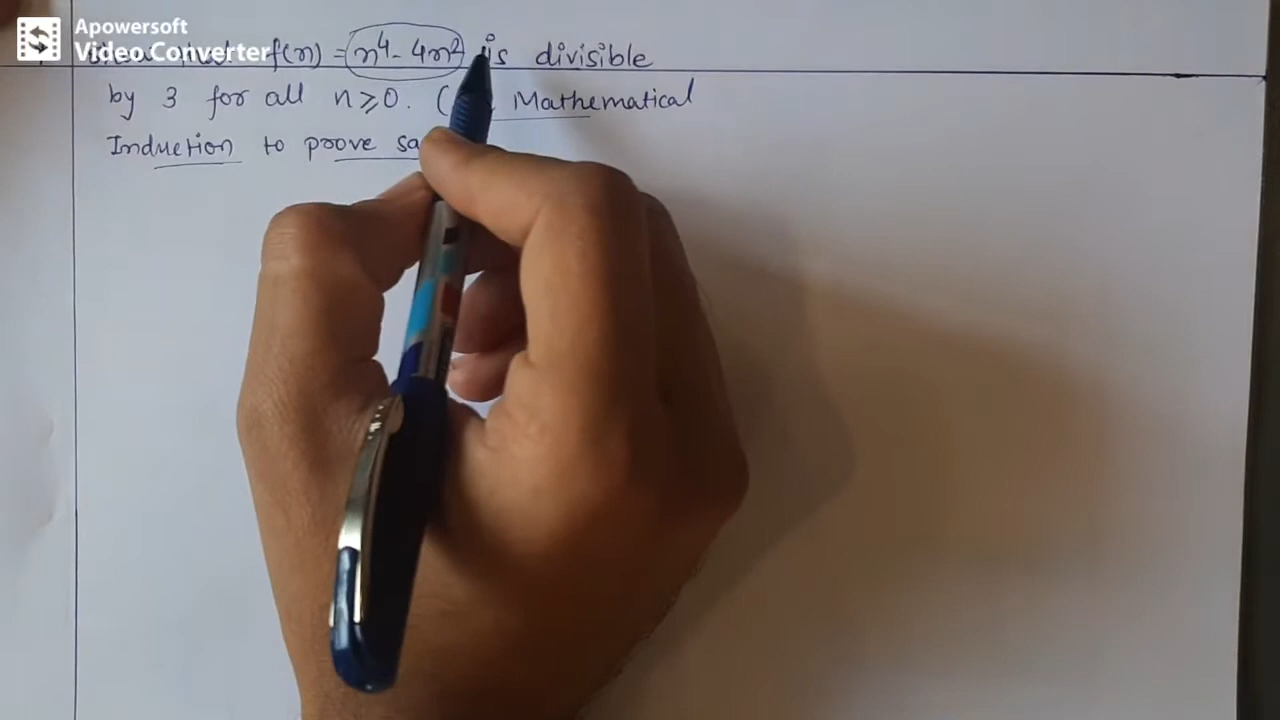 Apowersoft
Video Converter
f(n) = n⁴ - 4n² is divisible
by 3 for all n ≥ 0. ( Mathematical
Induction to prove